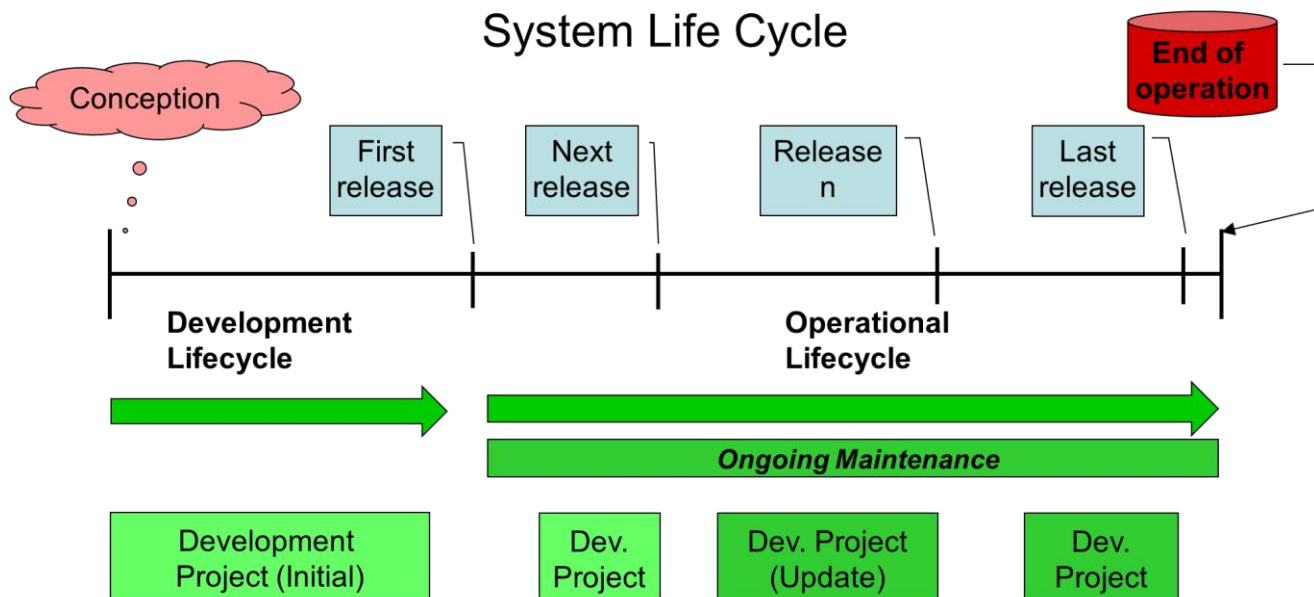 System Life Cycle
Conception
End of
operation
First
release
Next
release
Release
n
Last
release
Development
Lifecycle
Operational
Lifecycle
Ongoing Maintenance
Development
Project (Initial)
Dev.
Project
Dev. Project
(Update)
Dev.
Project